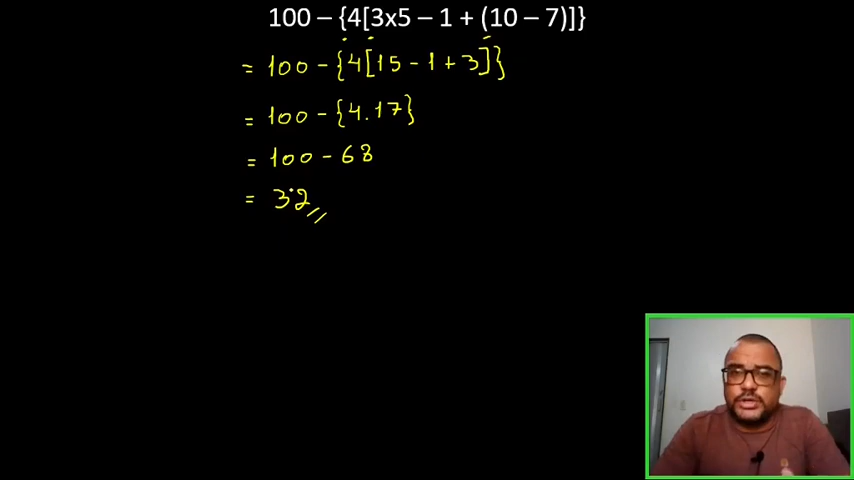 100 – {4[3x5 – 1 + (10 – 7)]}
= 100 - {4[15 - 1 + 3]}
= 100 - {4.17}
= 100 - 68
= 32